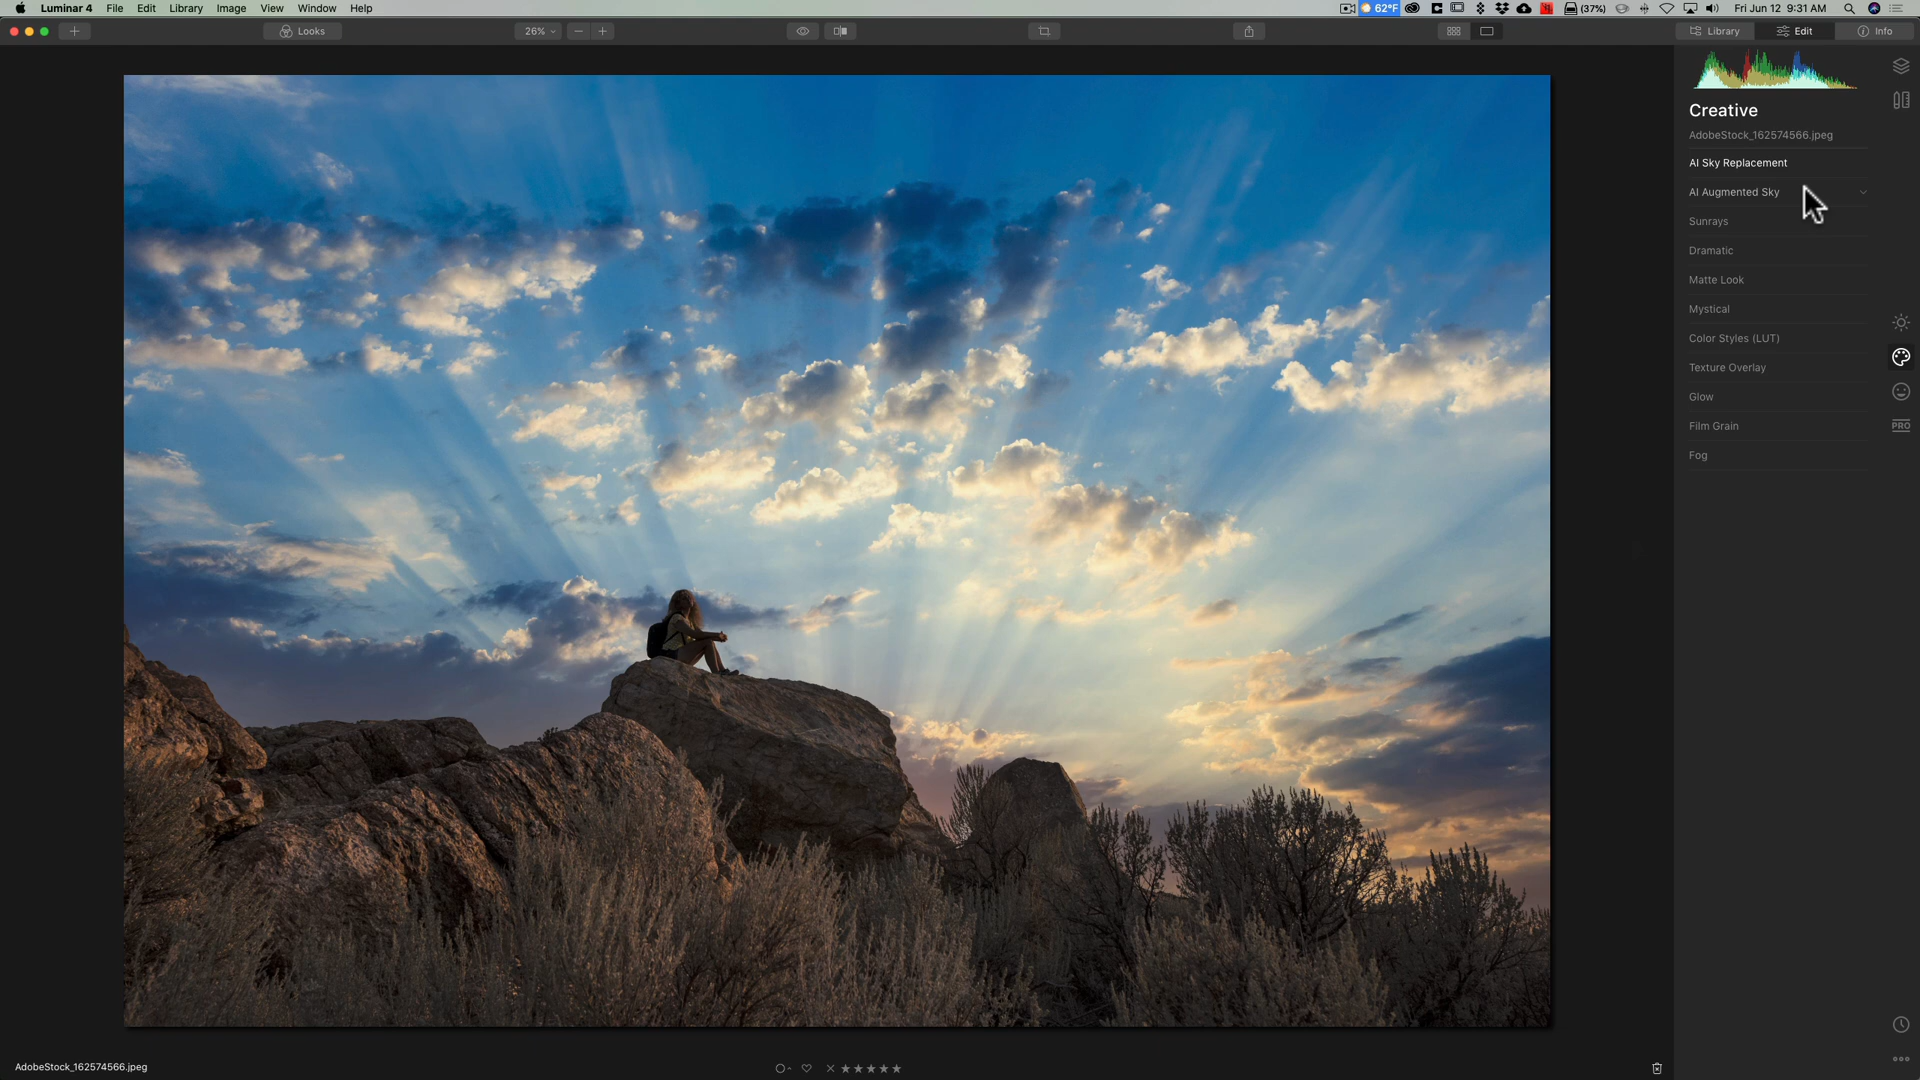 Luminar 4 File Edit Library Image View Window Help 62°F (37%) Fri Jun 12 9:31 AM
Looks 26% Library Edit Info
Creative
AdobeStock_162574566.jpeg
AI Sky Replacement
AI Augmented Sky
Sunrays
Dramatic
Matte Look
Mystical
Color Styles (LUT)
Texture Overlay
Glow
PRO
Film Grain
Fog
AdobeStock_162574566.jpeg